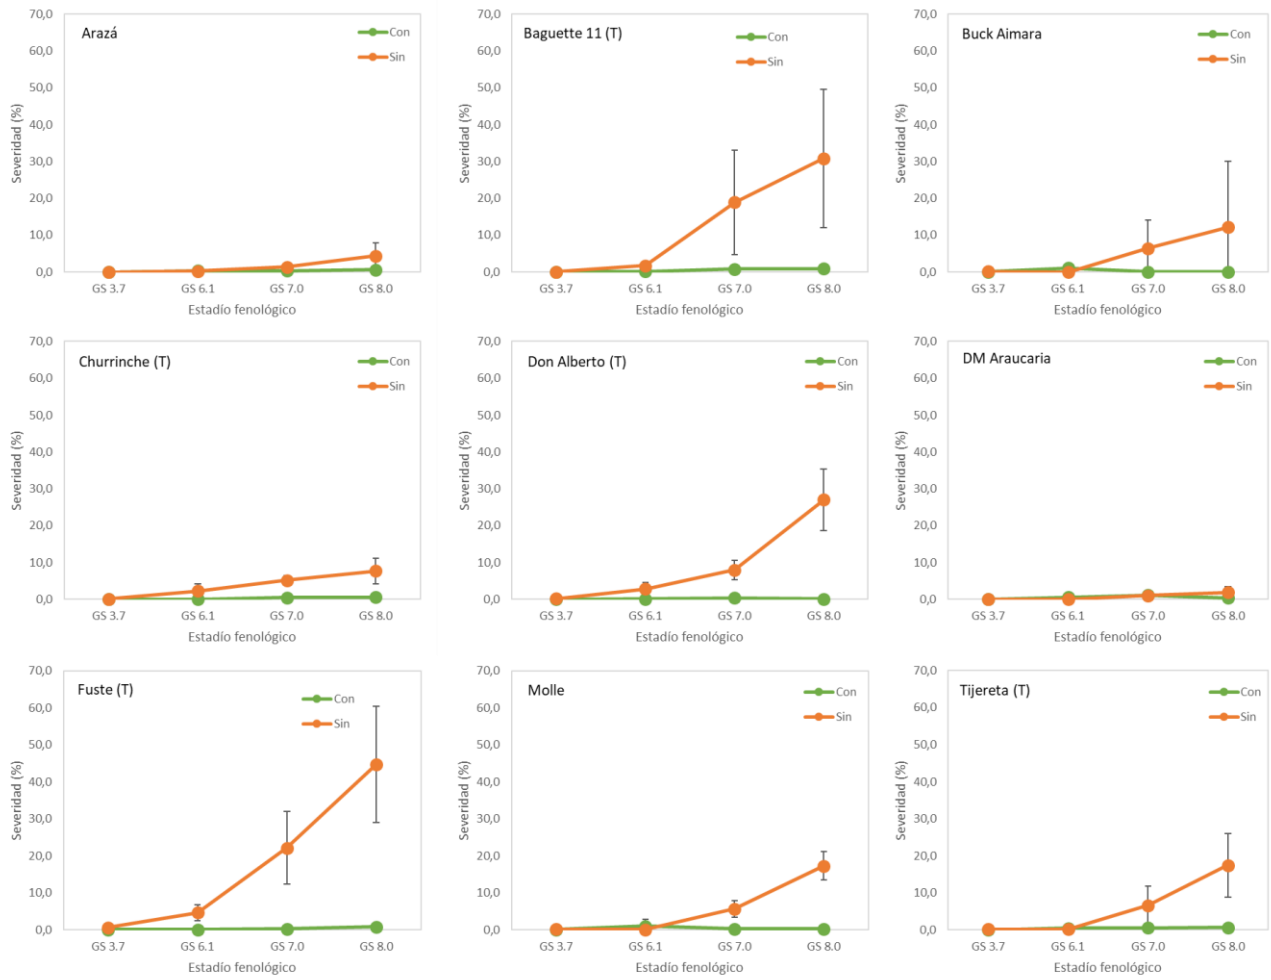 Arazá
Con
Sin
Severidad (%)
70,0
60,0
50,0
40,0
30,0
20,0
10,0
0,0
GS 3.7 GS 6.1 GS 7.0 GS 8.0
Estadío fenológico
Baguette 11 (T)
Con
Sin
Severidad (%)
70,0
60,0
50,0
40,0
30,0
20,0
10,0
0,0
GS 3.7 GS 6.1 GS 7.0 GS 8.0
Estadío fenológico
Buck Aimara
Con
Sin
Severidad (%)
70,0
60,0
50,0
40,0
30,0
20,0
10,0
0,0
GS 3.7 GS 6.1 GS 7.0 GS 8.0
Estadío fenológico
Churrinche (T)
Con
Sin
Severidad (%)
70,0
60,0
50,0
40,0
30,0
20,0
10,0
0,0
GS 3.7 GS 6.1 GS 7.0 GS 8.0
Estadío fenológico
Don Alberto (T)
Con
Sin
Severidad (%)
70,0
60,0
50,0
40,0
30,0
20,0
10,0
0,0
GS 3.7 GS 6.1 GS 7.0 GS 8.0
Estadío fenológico
DM Araucaria
Con
Sin
Severidad (%)
70,0
60,0
50,0
40,0
30,0
20,0
10,0
0,0
GS 3.7 GS 6.1 GS 7.0 GS 8.0
Estadío fenológico
Fuste (T)
Con
Sin
Severidad (%)
70,0
60,0
50,0
40,0
30,0
20,0
10,0
0,0
GS 3.7 GS 6.1 GS 7.0 GS 8.0
Estadío fenológico
Molle
Con
Sin
Severidad (%)
70,0
60,0
50,0
40,0
30,0
20,0
10,0
0,0
GS 3.7 GS 6.1 GS 7.0 GS 8.0
Estadío fenológico
Tijereta (T)
Con
Sin
Severidad (%)
70,0
60,0
50,0
40,0
30,0
20,0
10,0
0,0
GS 3.7 GS 6.1 GS 7.0 GS 8.0
Estadío fenológico